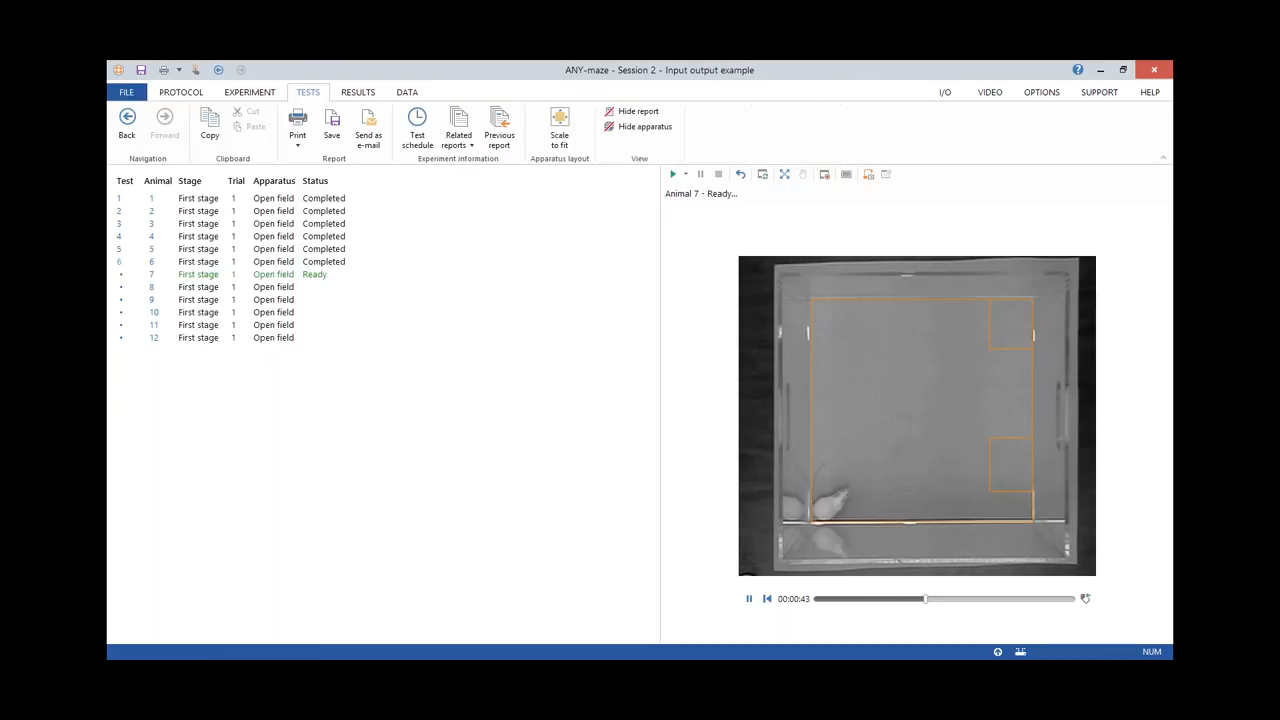 ANY-maze - Session 2 - Input output example
FILE PROTOCOL EXPERIMENT TESTS RESULTS DATA I/O VIDEO OPTIONS SUPPORT HELP
Back Forward Copy Cut Paste Print Save Send as e-mail Test schedule Related reports Previous report Scale to fit Hide report Hide apparatus
Navigation Clipboard Report Experiment information Apparatus layout View
Test Animal Stage Trial Apparatus Status
1 1 First stage 1 Open field Completed
2 2 First stage 1 Open field Completed
3 3 First stage 1 Open field Completed
4 4 First stage 1 Open field Completed
5 5 First stage 1 Open field Completed
6 6 First stage 1 Open field Completed
• 7 First stage 1 Open field Ready
• 8 First stage 1 Open field
• 9 First stage 1 Open field
• 10 First stage 1 Open field
• 11 First stage 1 Open field
• 12 First stage 1 Open field
Animal 7 - Ready...
00:00:43
NUM